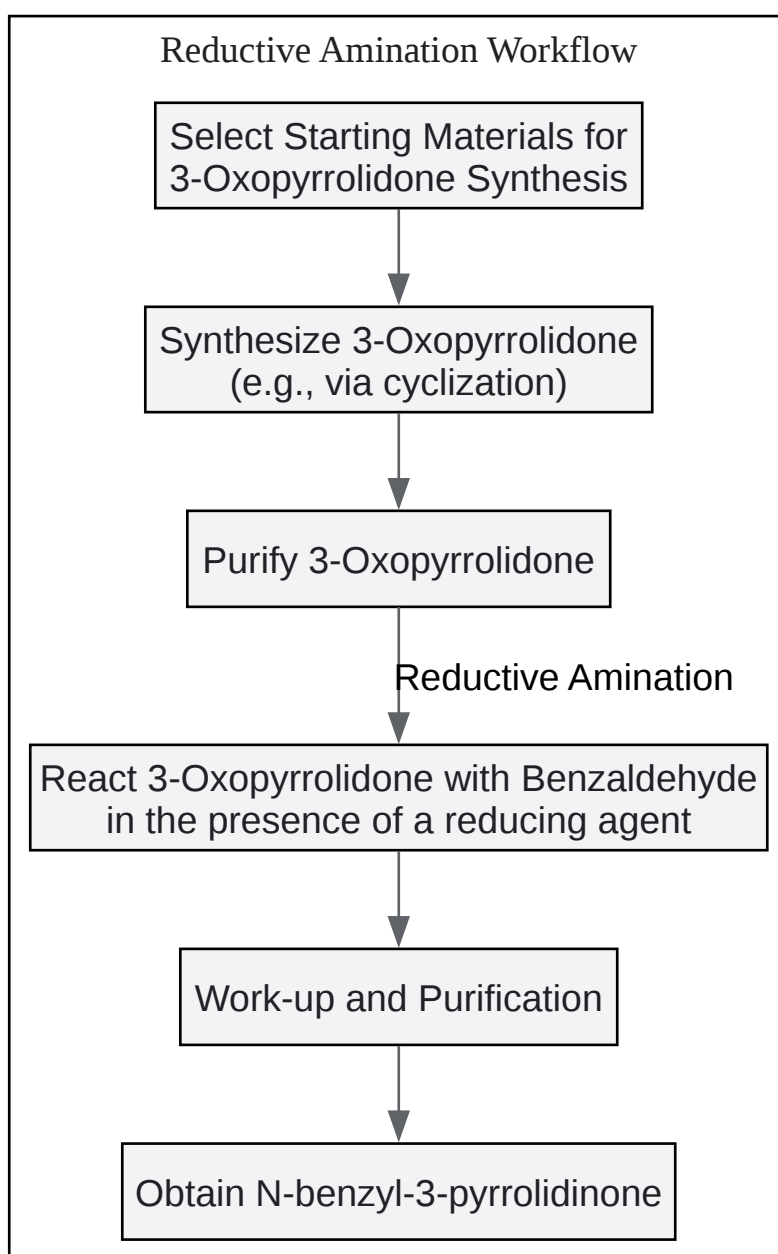 Reductive Amination Workflow
Select Starting Materials for
3-Oxopyrrolidone Synthesis
Synthesize 3-Oxopyrrolidone
(e.g., via cyclization)
Purify 3-Oxopyrrolidone
Reductive Amination
React 3-Oxopyrrolidone with Benzaldehyde
in the presence of a reducing agent
Work-up and Purification
Obtain N-benzyl-3-pyrrolidinone